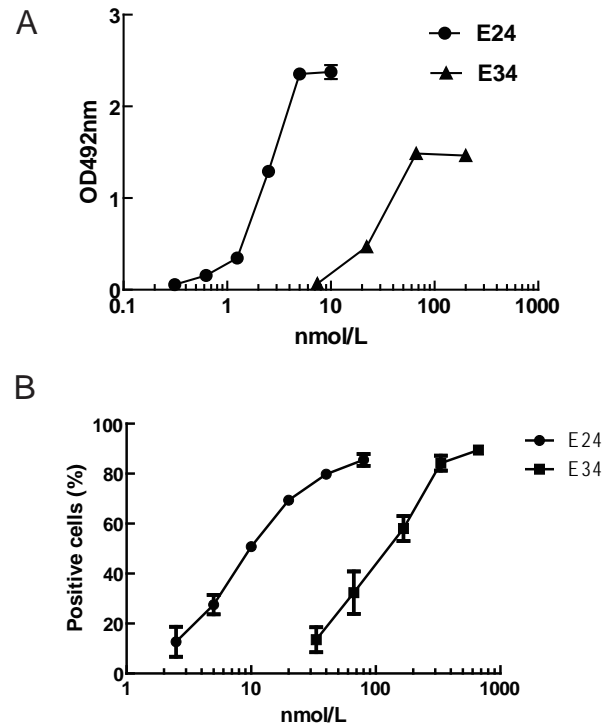 A
E24
E34
3
2
1
0
OD492nm
0.1 1 10 100 1000
nmol/L
B
E24
E34
100
80
60
40
20
0
Positive cells (%)
1 10 100 1000
nmol/L